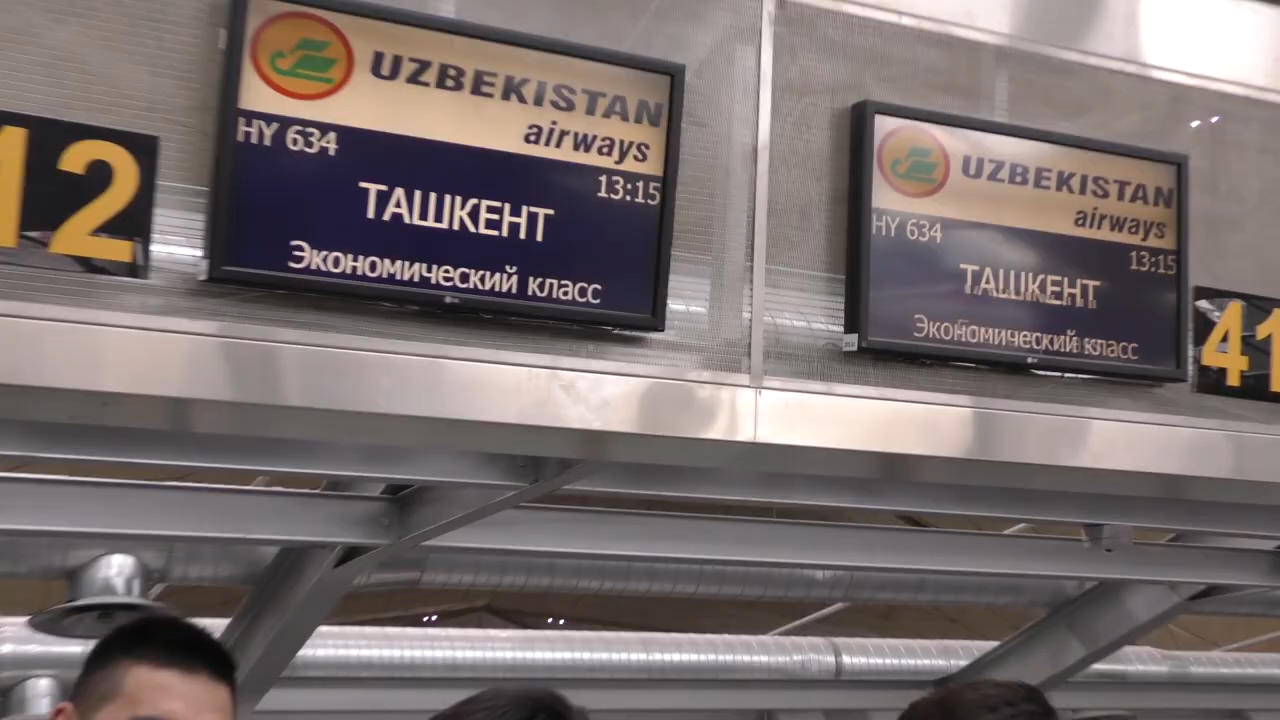 12
UZBEKISTAN
airways
HY 634
13:15
ТАШКЕНТ
Экономический класс
UZBEKISTAN
airways
HY 634
13:15
ТАШКЕНТ
Экономический класс
41